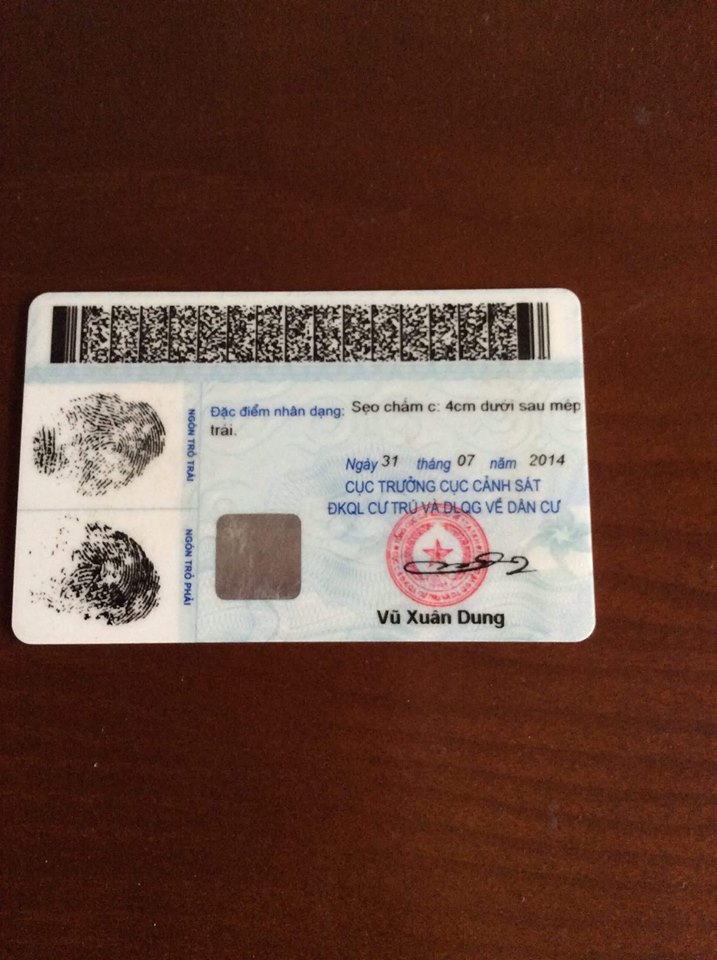 Đặc điểm nhân dạng: Sẹo chấm c: 4cm dưới sau mép
trái.
NGÓN TRỎ TRÁI
Ngày 31 tháng 07 năm 2014
CỤC TRƯỞNG CỤC CẢNH SÁT
ĐKQL CƯ TRÚ VÀ DLQG VỀ DÂN CƯ
NGÓN TRỎ PHẢI
Vũ Xuân Dung